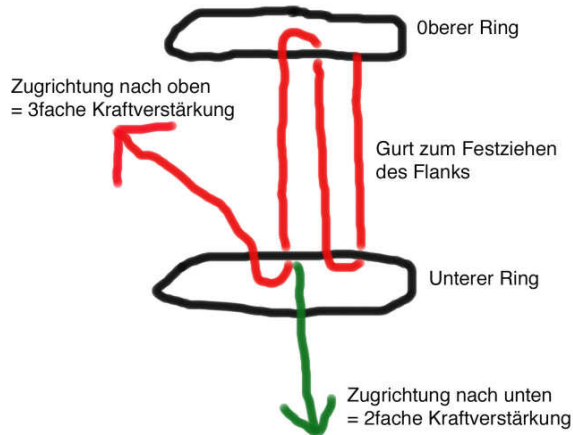 0berer Ring
Zugrichtung nach oben
= 3fache Kraftverstärkung
Gurt zum Festziehen
des Flanks
Unterer Ring
Zugrichtung nach unten
= 2fache Kraftverstärkung